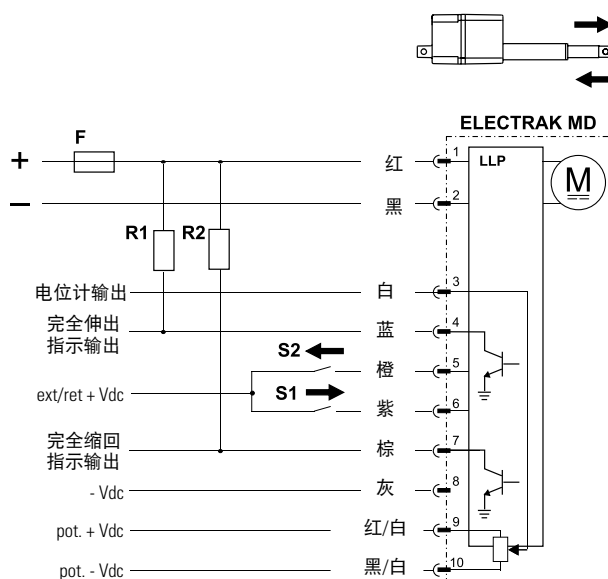 ELECTRAK MD
F
+ 红 1 LLP
M
− 黑 2
R1 R2
电位计输出 白 3
完全伸出
指示输出
蓝 4
S2 橙 5
ext/ret + Vdc
S1 紫 6
完全缩回
指示输出
棕 7
- Vdc 灰 8
pot. + Vdc 红/白 9
pot. - Vdc 黑/白 10